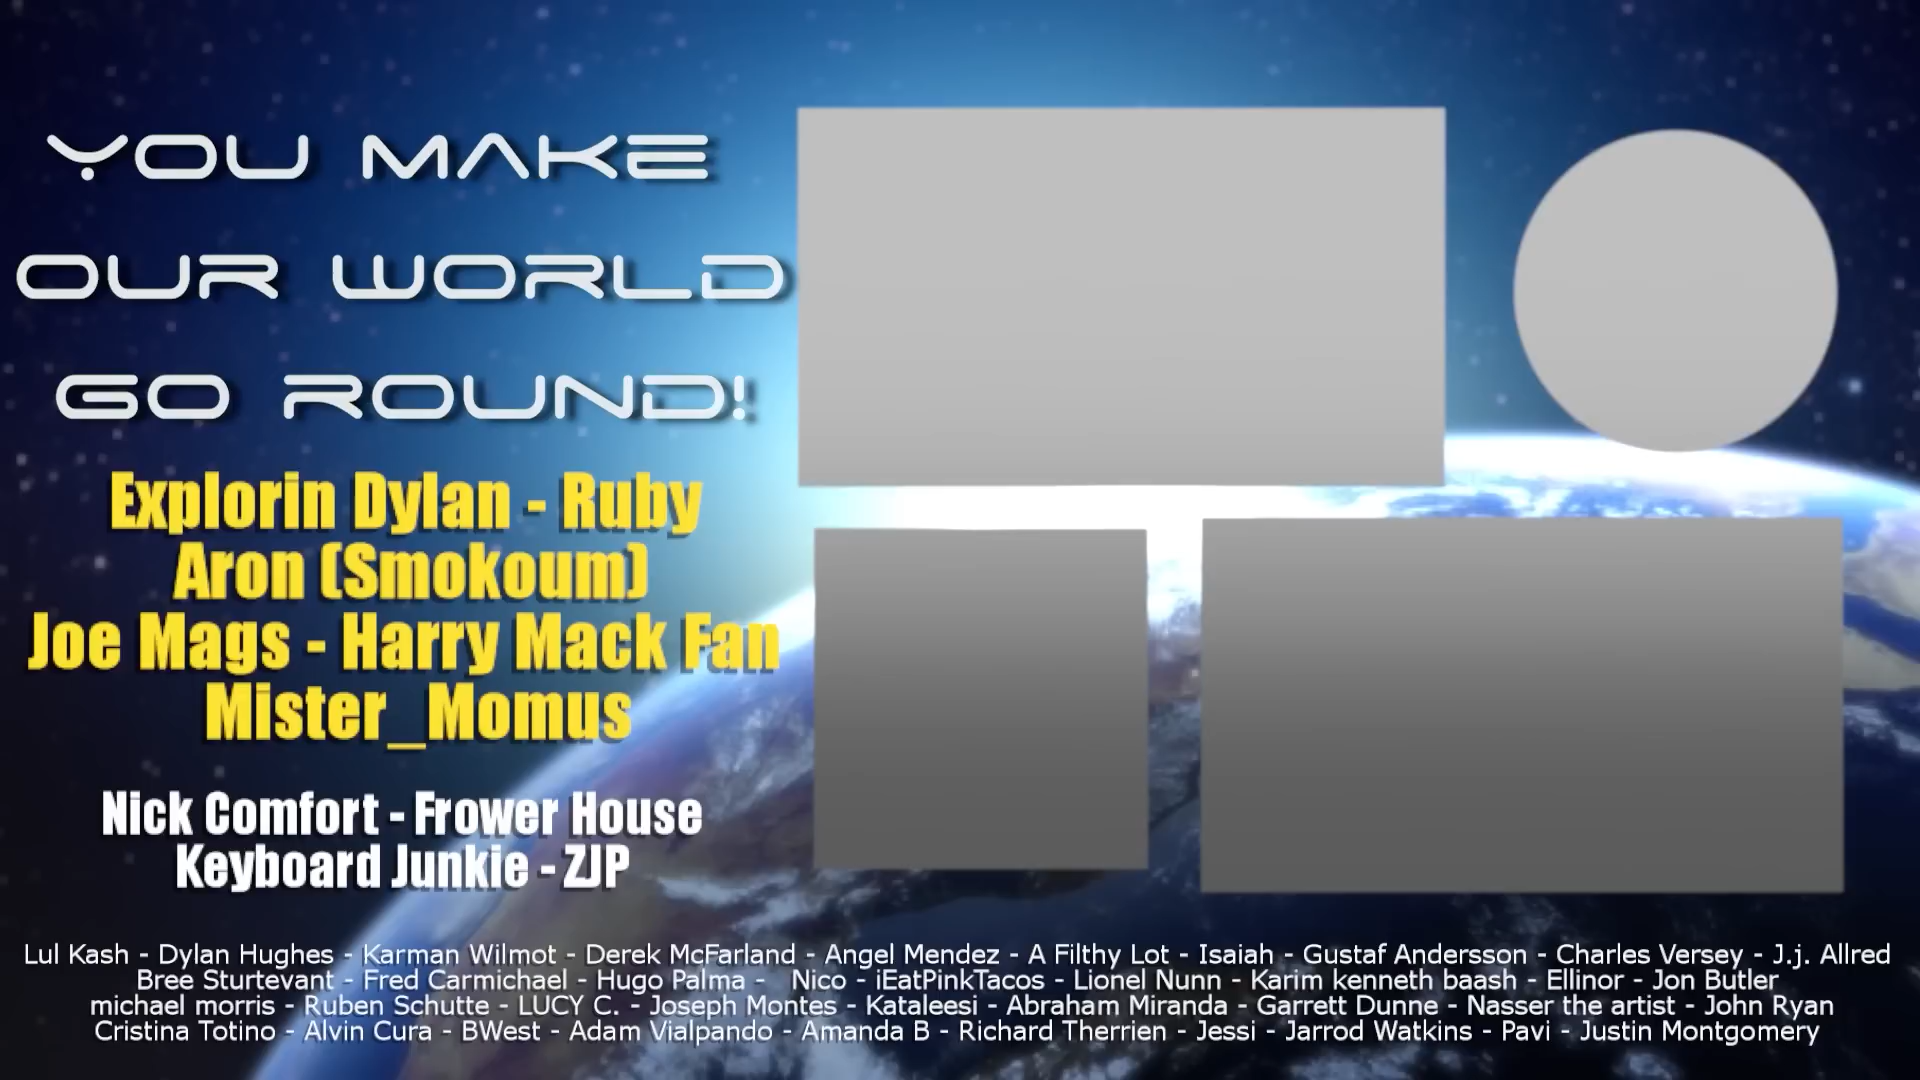 YOU MAKE
OUR WORLD
GO ROUND!
Explorin Dylan - Ruby
Aron (Smokoum)
Joe Mags - Harry Mack Fan
Mister_Momus
Nick Comfort - Frower House
Keyboard Junkie - ZJP
Lul Kash - Dylan Hughes - Karman Wilmot - Derek McFarland - Angel Mendez - A Filthy Lot - Isaiah - Gustaf Andersson - Charles Versey - J.j. Allred
Bree Sturtevant - Fred Carmichael - Hugo Palma - Nico - iEatPinkTacos - Lionel Nunn - Karim kenneth baash - Ellinor - Jon Butler
michael morris - Ruben Schutte - LUCY C. - Joseph Montes - Kataleesi - Abraham Miranda - Garrett Dunne - Nasser the artist - John Ryan
Cristina Totino - Alvin Cura - BWest - Adam Vialpando - Amanda B - Richard Therrien - Jessi - Jarrod Watkins - Pavi - Justin Montgomery